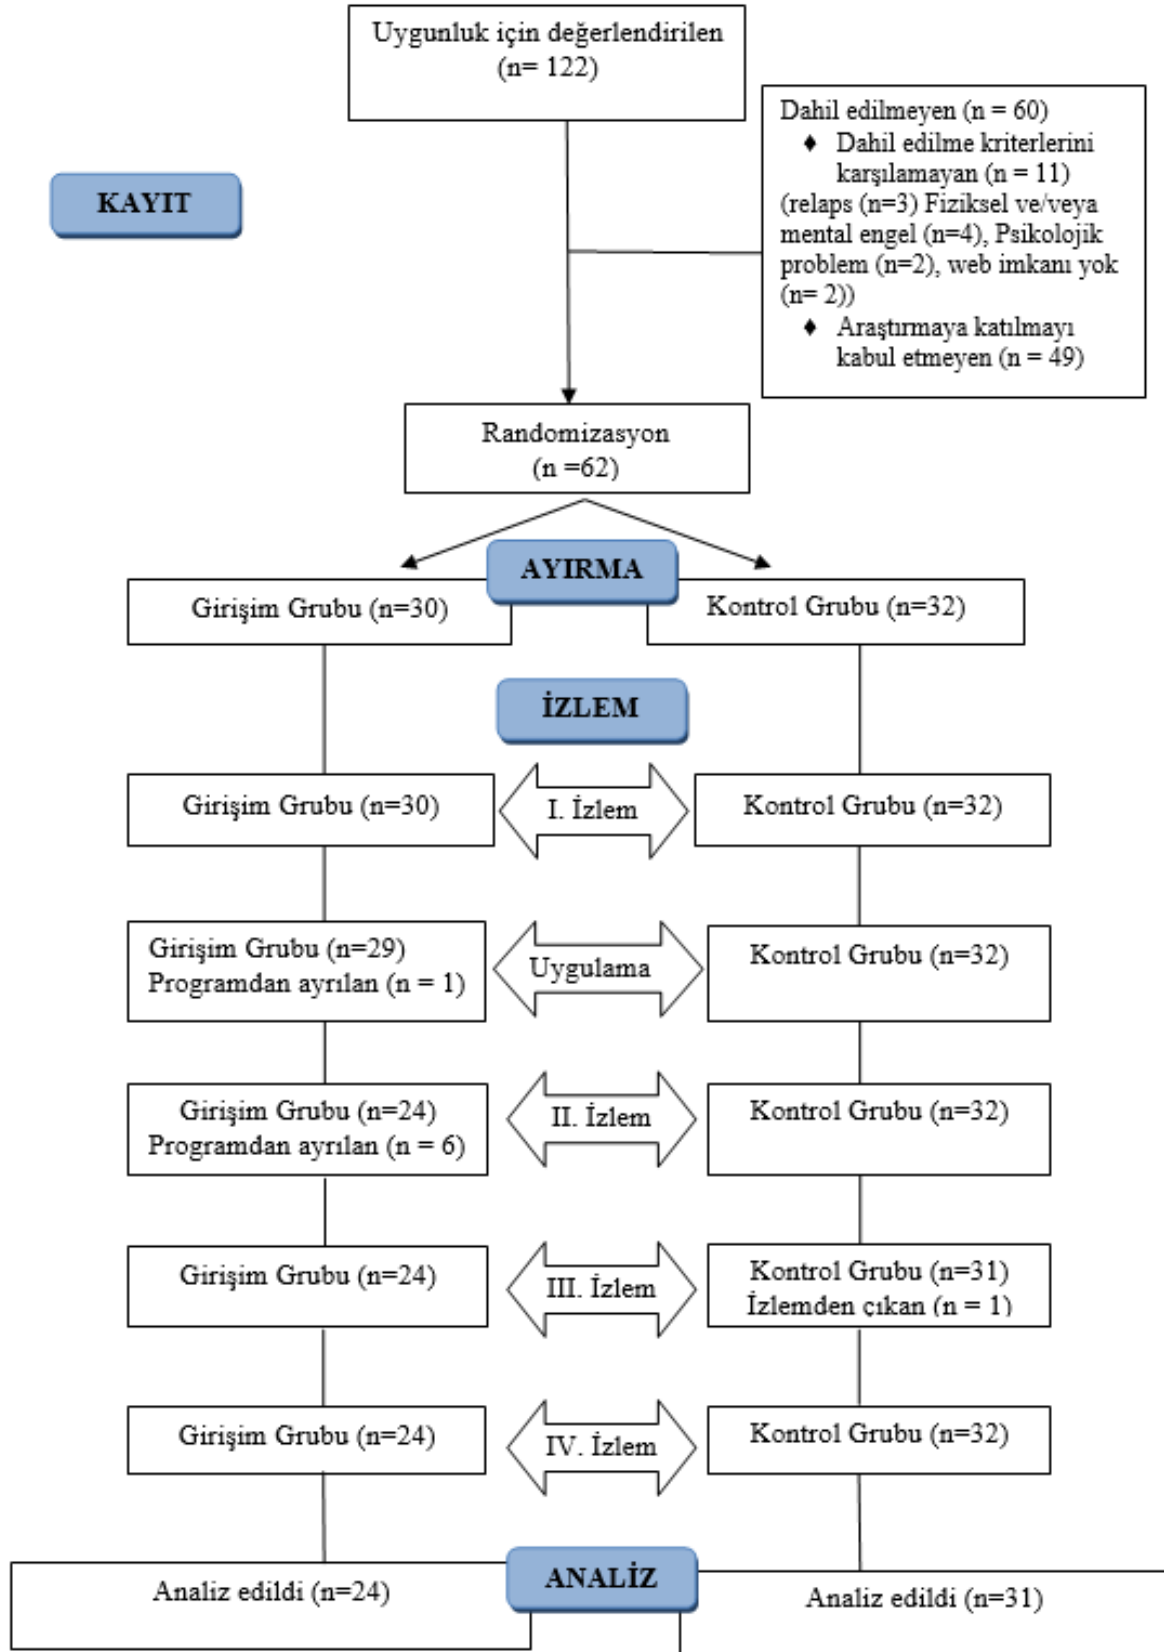 Uygunluk için değerlendirilen
(n= 122)
Dahil edilmeyen (n = 60)
♦ Dahil edilme kriterlerini
karşılamayan (n = 11)
(relaps (n=3) Fiziksel ve/veya
mental engel (n=4), Psikolojik
problem (n=2), web imkanı yok
(n= 2))
♦ Araştırmaya katılmayı
kabul etmeyen (n = 49)
KAYIT
Randomizasyon
(n =62)
AYIRMA
Girişim Grubu (n=30)
Kontrol Grubu (n=32)
İZLEM
Girişim Grubu (n=30)
I. İzlem
Kontrol Grubu (n=32)
Girişim Grubu (n=29)
Programdan ayrılan (n = 1)
Uygulama
Kontrol Grubu (n=32)
Girişim Grubu (n=24)
Programdan ayrılan (n = 6)
II. İzlem
Kontrol Grubu (n=32)
Girişim Grubu (n=24)
III. İzlem
Kontrol Grubu (n=31)
İzlemden çıkan (n = 1)
Girişim Grubu (n=24)
IV. İzlem
Kontrol Grubu (n=32)
ANALİZ
Analiz edildi (n=24)
Analiz edildi (n=31)